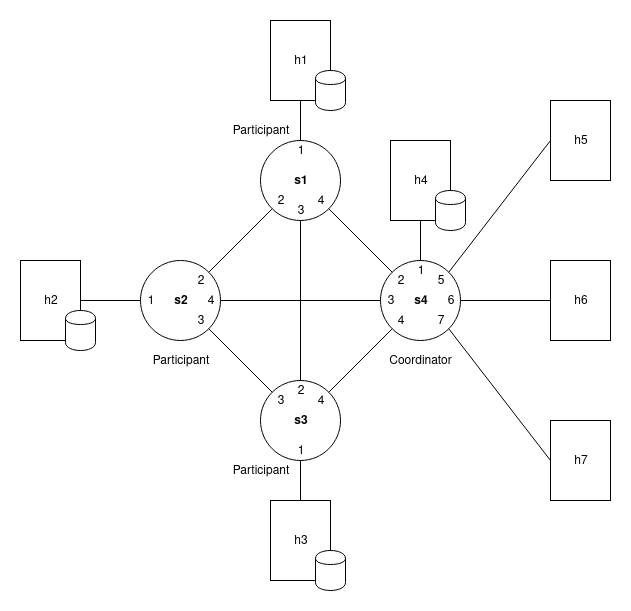 h1
Participant
1
s1
2 3 4
h4
h5
h2
1 s2 2 4 3
Participant
1
2 5
3 s4 6
4 7
Coordinator
h6
3 2 4
s3
1
Participant
h7
h3